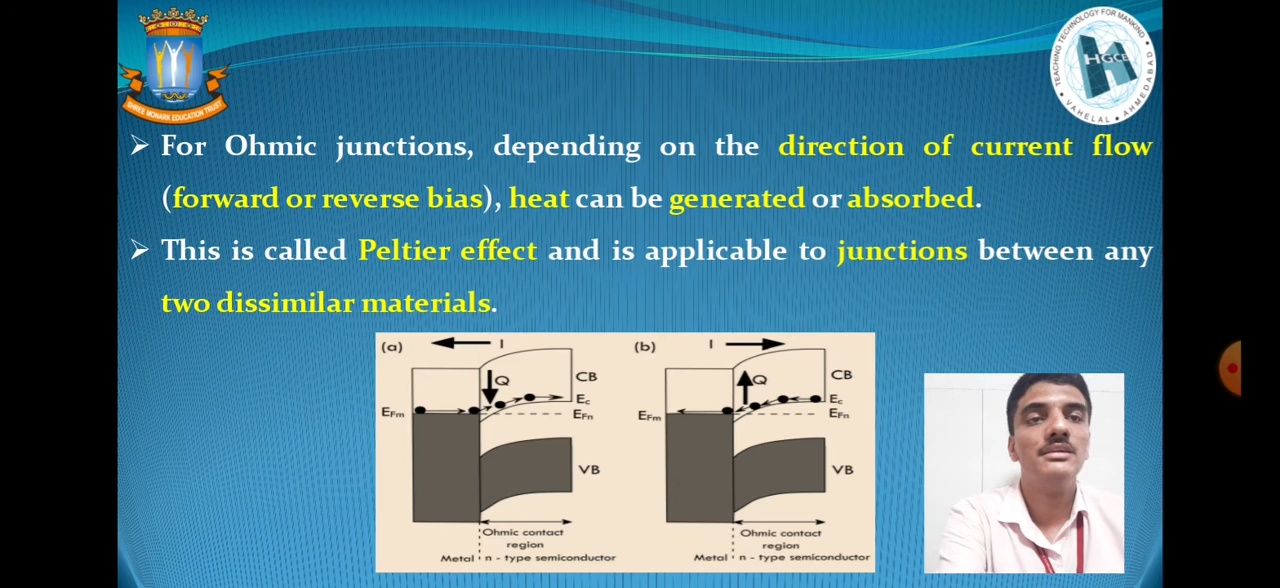 SHREE MONARK EDUCATION TRUST
TEACHING TECHNOLOGY FOR MANKIND
HGCE
• VAHELAL • AHMEDABAD •
➢ For Ohmic junctions, depending on the direction of current flow
(forward or reverse bias), heat can be generated or absorbed.
➢ This is called Peltier effect and is applicable to junctions between any
two dissimilar materials.
(a) I
Q
CB
EFm
Ec
EFn
VB
Ohmic contact
region
Metal n - type semiconductor
(b) I
Q
CB
EFm
Ec
EFn
VB
Ohmic contact
region
Metal n - type semiconductor